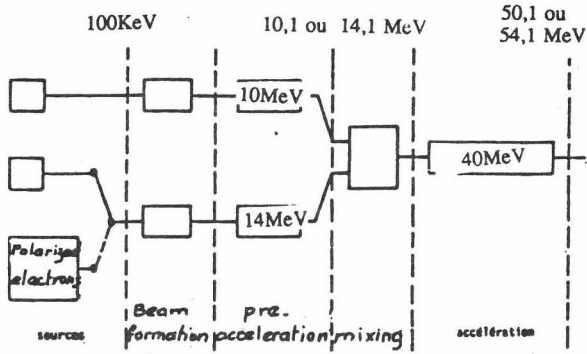 100KeV
10,1 ou 14,1 MeV
50,1 ou
54,1 MeV
10MeV
40MeV
14MeV
Polarized
electrons
sources
Beam
formation
pre-
acceleration
mixing
accélération